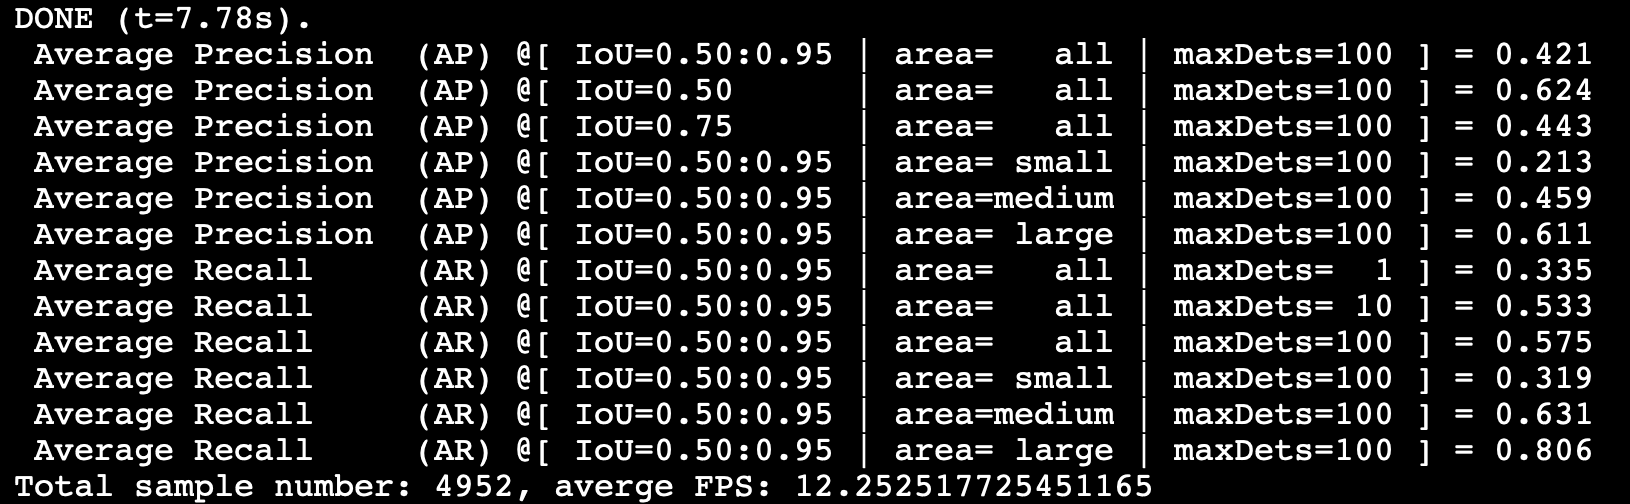 DONE (t=7.78s).
 Average Precision  (AP) @[ IoU=0.50:0.95 | area=   all | maxDets=100 ] = 0.421
 Average Precision  (AP) @[ IoU=0.50      | area=   all | maxDets=100 ] = 0.624
 Average Precision  (AP) @[ IoU=0.75      | area=   all | maxDets=100 ] = 0.443
 Average Precision  (AP) @[ IoU=0.50:0.95 | area= small | maxDets=100 ] = 0.213
 Average Precision  (AP) @[ IoU=0.50:0.95 | area=medium | maxDets=100 ] = 0.459
 Average Precision  (AP) @[ IoU=0.50:0.95 | area= large | maxDets=100 ] = 0.611
 Average Recall     (AR) @[ IoU=0.50:0.95 | area=   all | maxDets=  1 ] = 0.335
 Average Recall     (AR) @[ IoU=0.50:0.95 | area=   all | maxDets= 10 ] = 0.533
 Average Recall     (AR) @[ IoU=0.50:0.95 | area=   all | maxDets=100 ] = 0.575
 Average Recall     (AR) @[ IoU=0.50:0.95 | area= small | maxDets=100 ] = 0.319
 Average Recall     (AR) @[ IoU=0.50:0.95 | area=medium | maxDets=100 ] = 0.631
 Average Recall     (AR) @[ IoU=0.50:0.95 | area= large | maxDets=100 ] = 0.806
Total sample number: 4952, averge FPS: 12.252517725451165